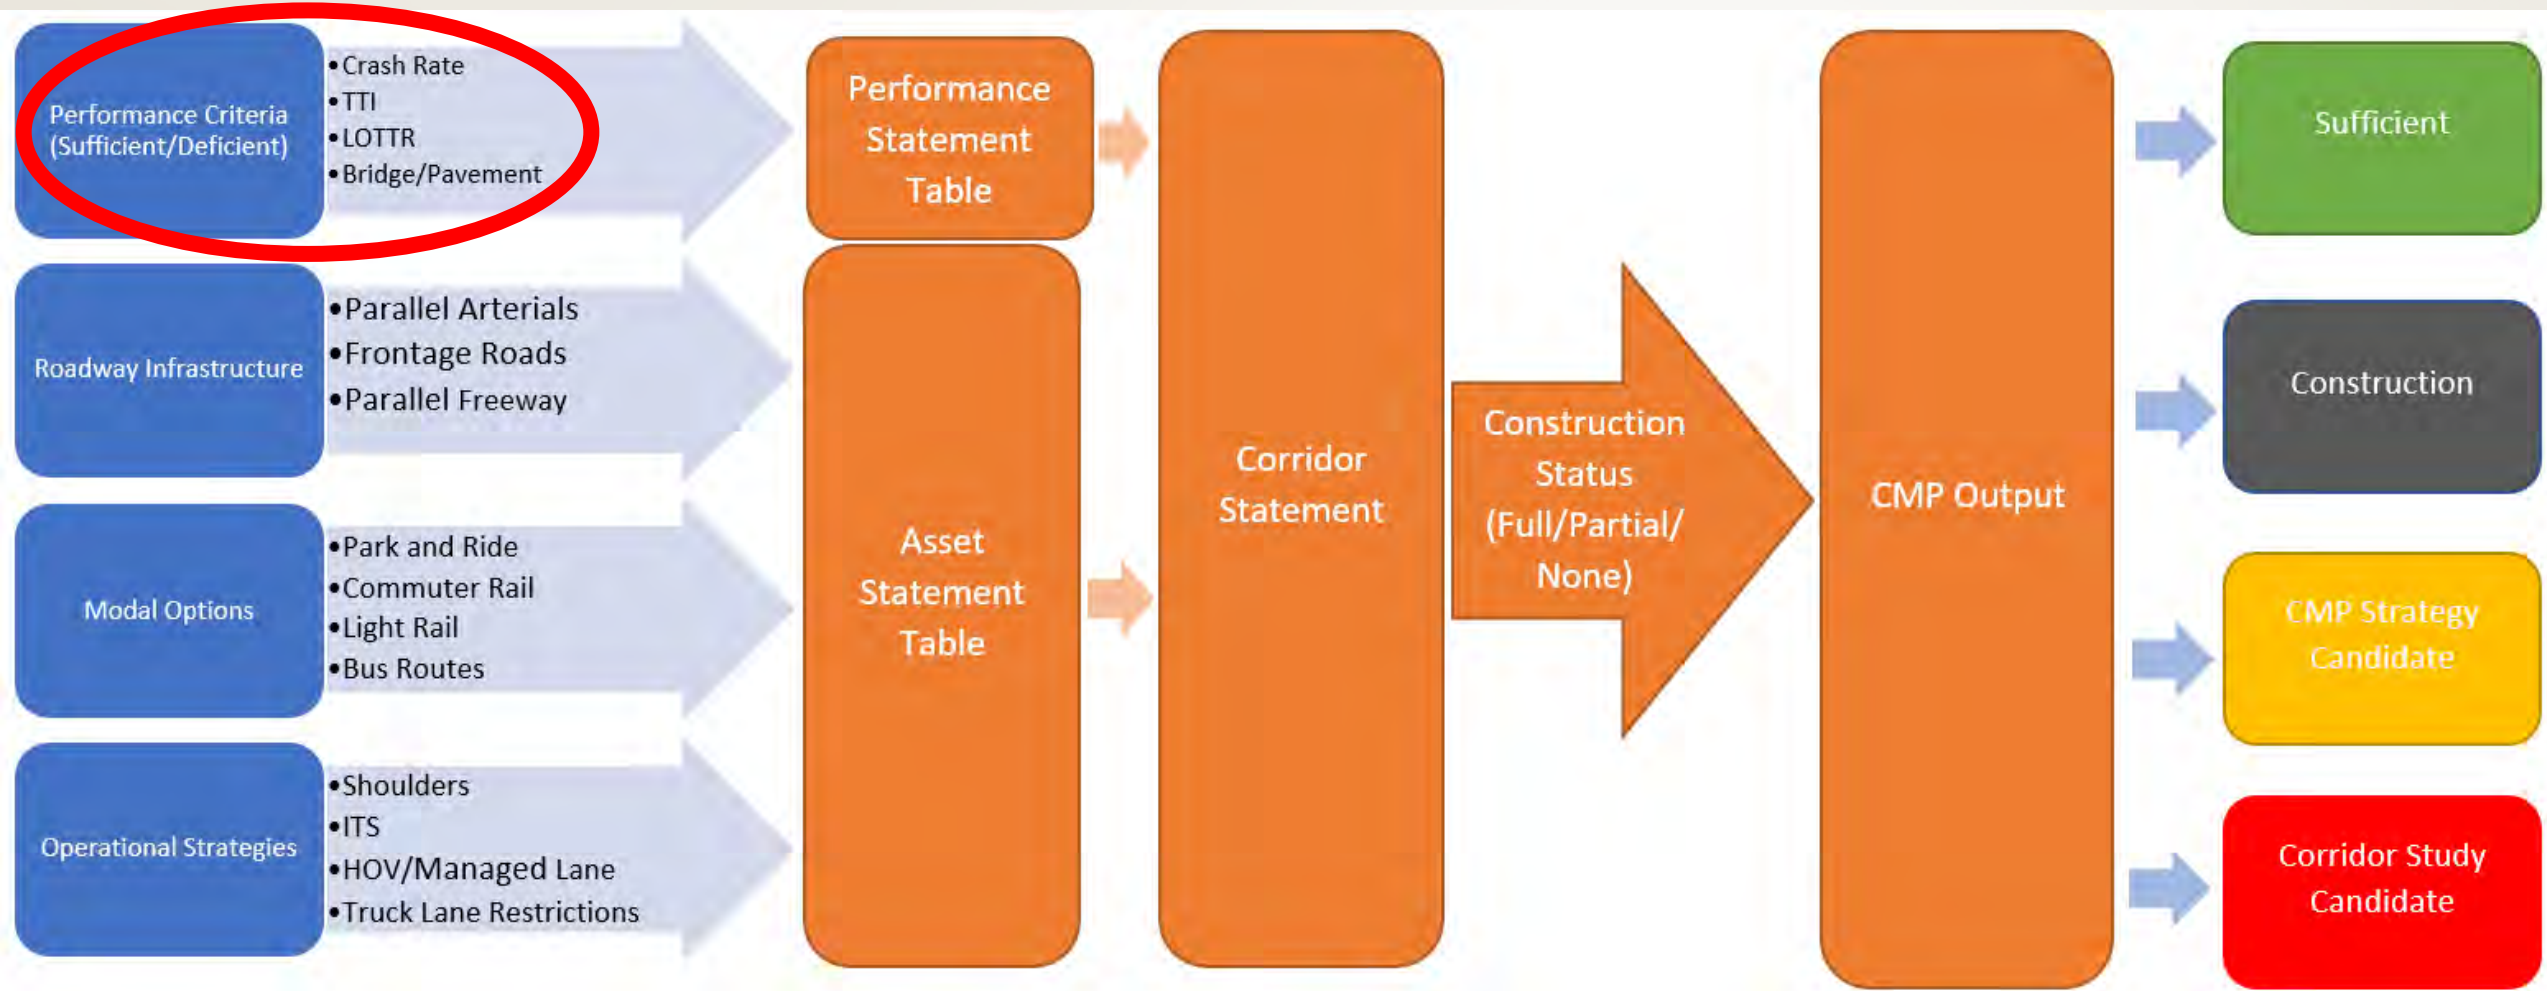 Performance Criteria
(Sufficient/Deficient)
•Crash Rate
•TTI
•LOTTR
•Bridge/Pavement
Roadway Infrastructure
•Parallel Arterials
•Frontage Roads
•Parallel Freeway
Modal Options
•Park and Ride
•Commuter Rail
•Light Rail
•Bus Routes
Operational Strategies
•Shoulders
•ITS
•HOV/Managed Lane
•Truck Lane Restrictions
Performance
Statement
Table
Asset
Statement
Table
Corridor
Statement
Construction
Status
(Full/Partial/
None)
CMP Output
Sufficient
Construction
CMP Strategy
Candidate
Corridor Study
Candidate